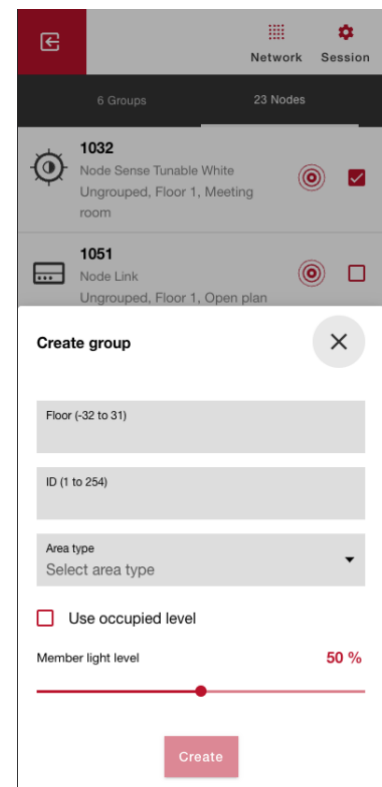 Network Session
6 Groups 23 Nodes
1032
Node Sense Tunable White
Ungrouped, Floor 1, Meeting
room
1051
Node Link
Ungrouped, Floor 1, Open plan
Create group
Floor (-32 to 31)
ID (1 to 254)
Area type
Select area type
Use occupied level
Member light level 50 %
Create